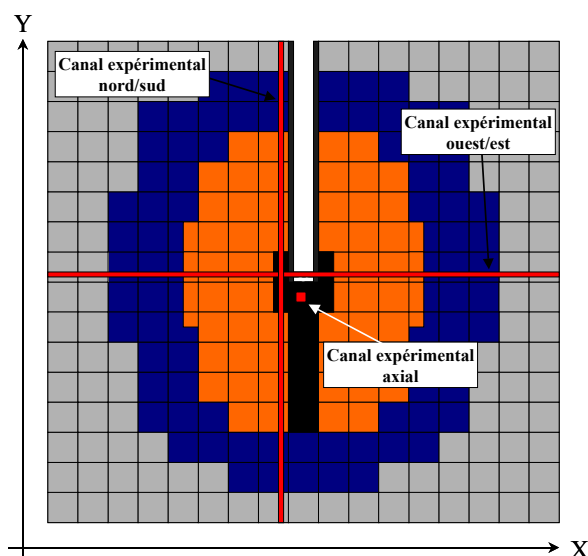 Y
Canal expérimental
nord/sud
Canal expérimental
ouest/est
Canal expérimental
axial
X